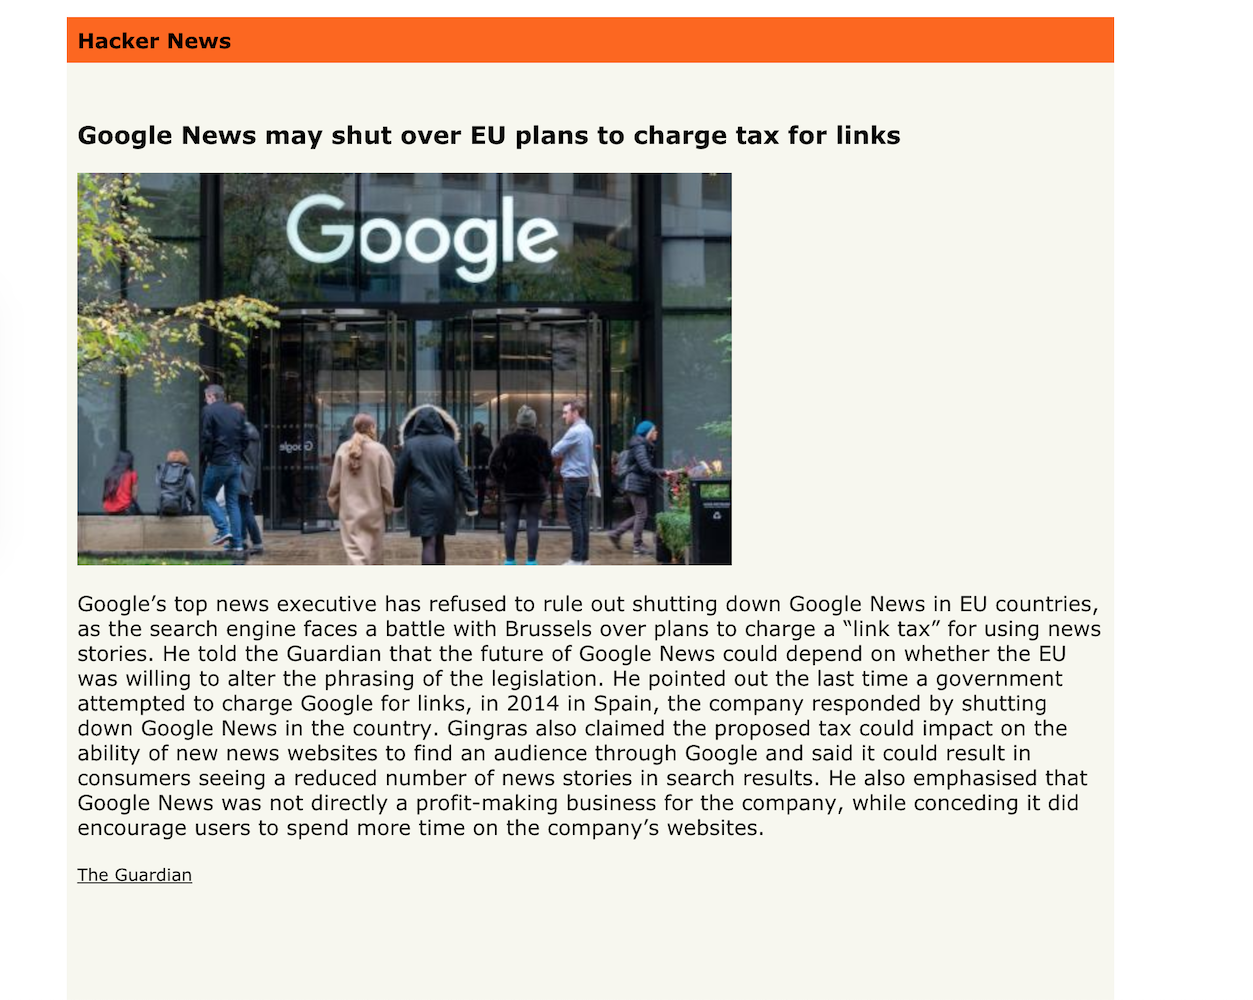 Hacker News
Google News may shut over EU plans to charge tax for links
Google
Google
Google’s top news executive has refused to rule out shutting down Google News in EU countries,
as the search engine faces a battle with Brussels over plans to charge a “link tax” for using news
stories. He told the Guardian that the future of Google News could depend on whether the EU
was willing to alter the phrasing of the legislation. He pointed out the last time a government
attempted to charge Google for links, in 2014 in Spain, the company responded by shutting
down Google News in the country. Gingras also claimed the proposed tax could impact on the
ability of new news websites to find an audience through Google and said it could result in
consumers seeing a reduced number of news stories in search results. He also emphasised that
Google News was not directly a profit-making business for the company, while conceding it did
encourage users to spend more time on the company’s websites.
The Guardian